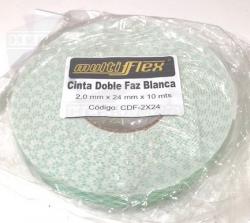 multiflex
Cinta Doble Faz Blanca
2.0 mm x 24 mm x 10 mts
Código: CDF-2X24